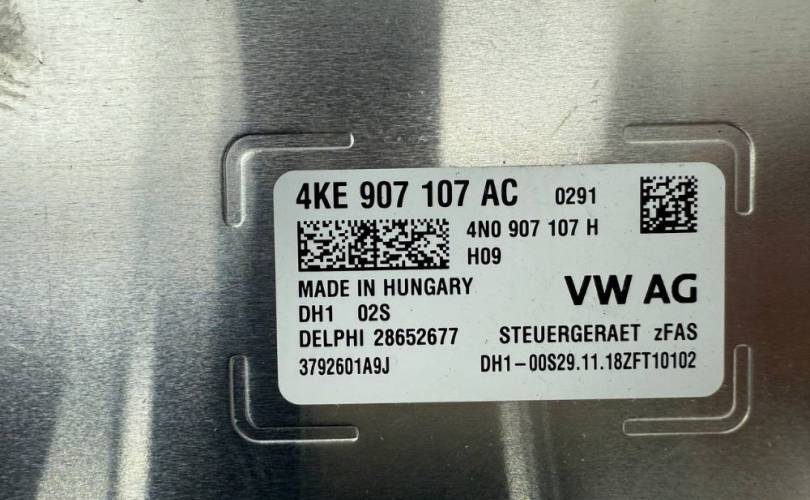 4KE 907 107 AC 0291
4N0 907 107 H
H09
MADE IN HUNGARY
VW AG
DH1 02S
DELPHI 28652677 STEUERGERAET zFAS
3792601A9J DH1-00S29.11.18ZFT10102